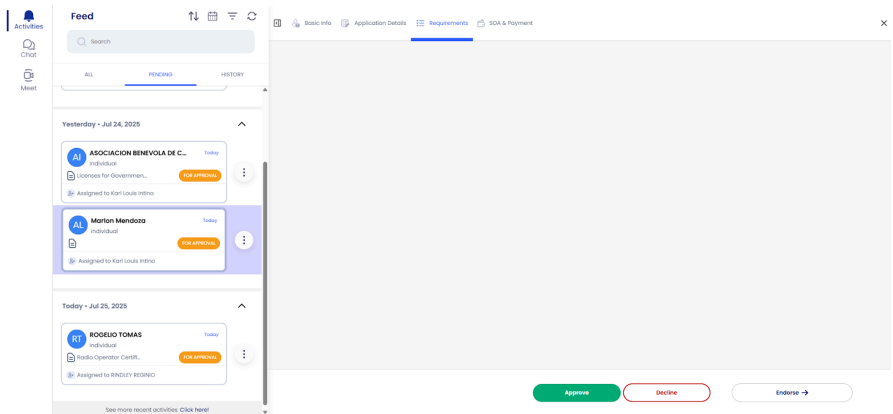 Activities
Chat
Meet
Feed
Search
ALL PENDING HISTORY
Yesterday • Jul 24, 2025
AI ASOCIACION BENEVOLA DE C... Today
Individual
Licenses for Governmen... FOR APPROVAL
Assigned to Karl Louis Intino
AL Marlon Mendoza Today
Individual
FOR APPROVAL
Assigned to Karl Louis Intino
Today • Jul 25, 2025
RT ROGELIO TOMAS Today
Individual
Radio Operator Certifi... FOR APPROVAL
Assigned to RINDLEY REGINIO
See more recent activities Click here!
Basic Info Application Details Requirements SOA & Payment
Approve Decline Endorse →